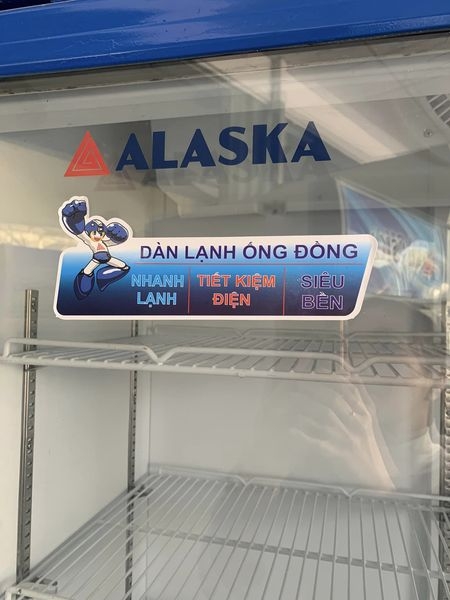 ALASKA
DÀN LẠNH ỐNG ĐỒNG
NHANH LẠNH
TIẾT KIỆM ĐIỆN
SIÊU BỀN